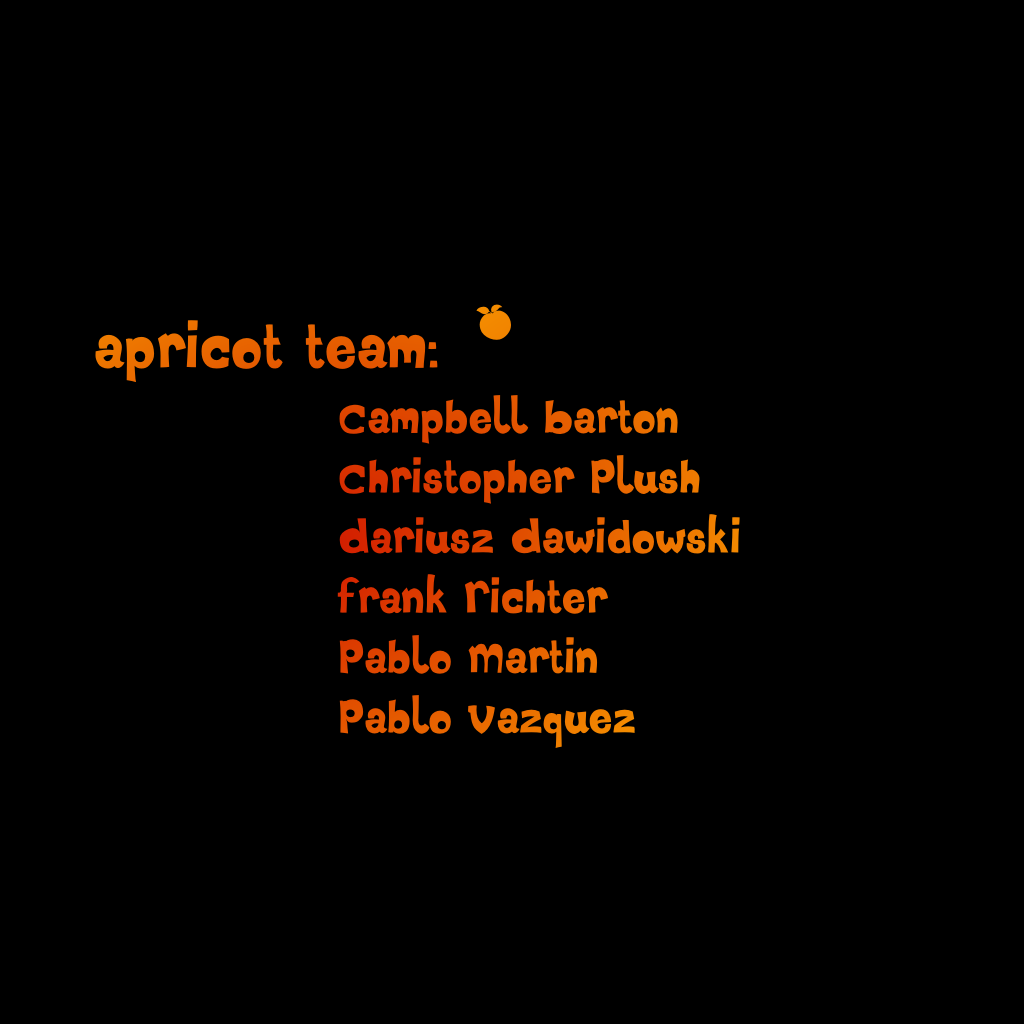 apricot team:
Campbell Barton
Christopher Plush
dariusz dawidowski
frank Richter
Pablo Martin
Pablo Vazquez